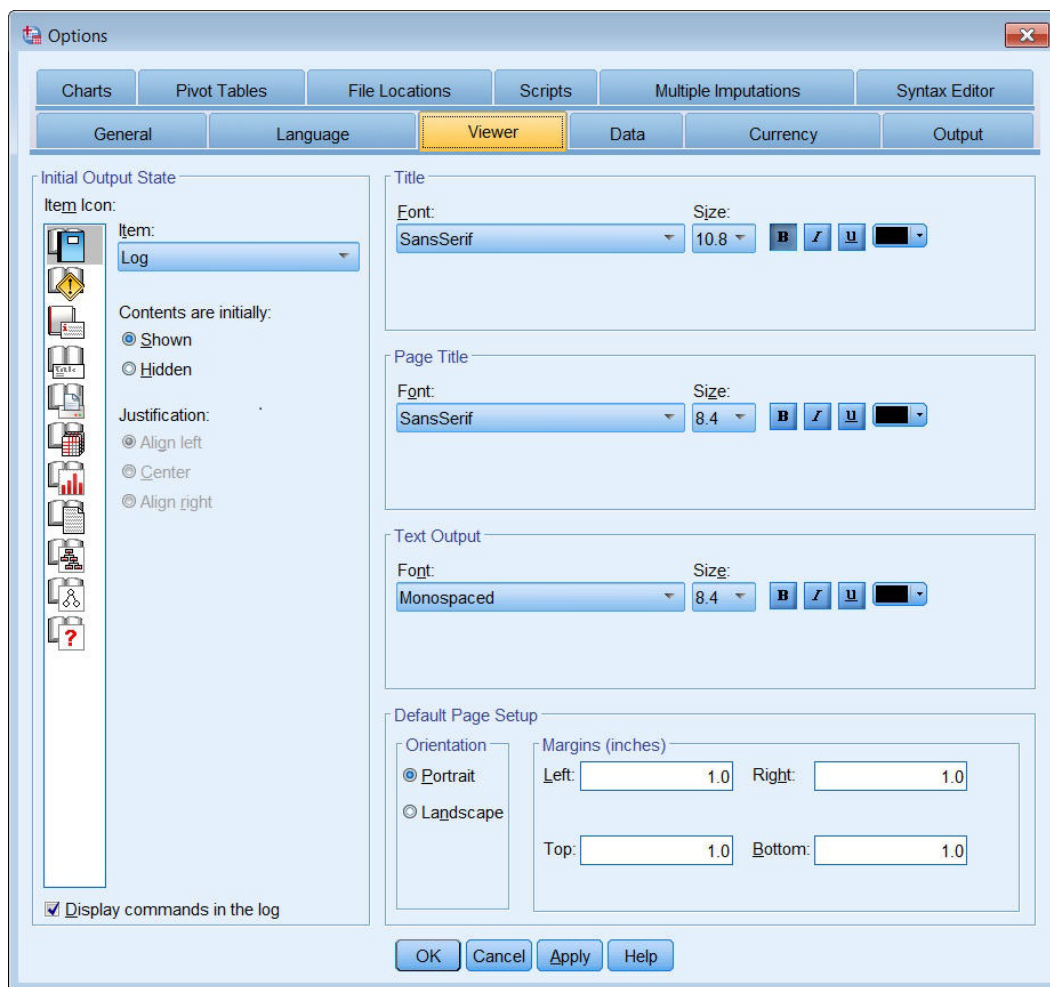 Options
Charts
Pivot Tables
File Locations
Scripts
Multiple Imputations
Syntax Editor
General
Language
Viewer
Data
Currency
Output
Initial Output State
Item Icon:
Item:
Log
Contents are initially:
Shown
Hidden
Justification:
Align left
Center
Align right
Display commands in the log
Title
Font:
Size:
SansSerif
10.8
B
I
U
Page Title
Font:
Size:
SansSerif
8.4
B
I
U
Text Output
Font:
Size:
Monospaced
8.4
B
I
U
Default Page Setup
Orientation
Portrait
Landscape
Margins (inches)
Left:
1.0
Right:
1.0
Top:
1.0
Bottom:
1.0
OK
Cancel
Apply
Help